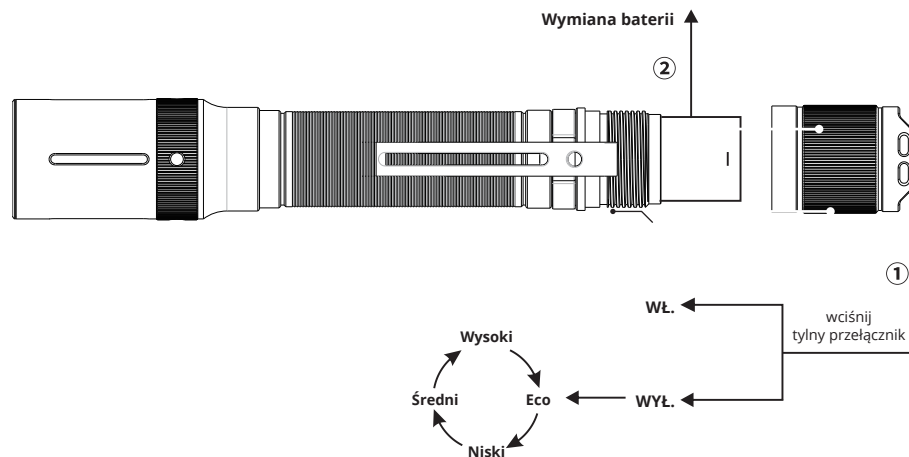 Wymiana baterii
②
①
WŁ.
wciśnij
tylny przełącznik
Wysoki
Średni
Eco
WYŁ.
Niski